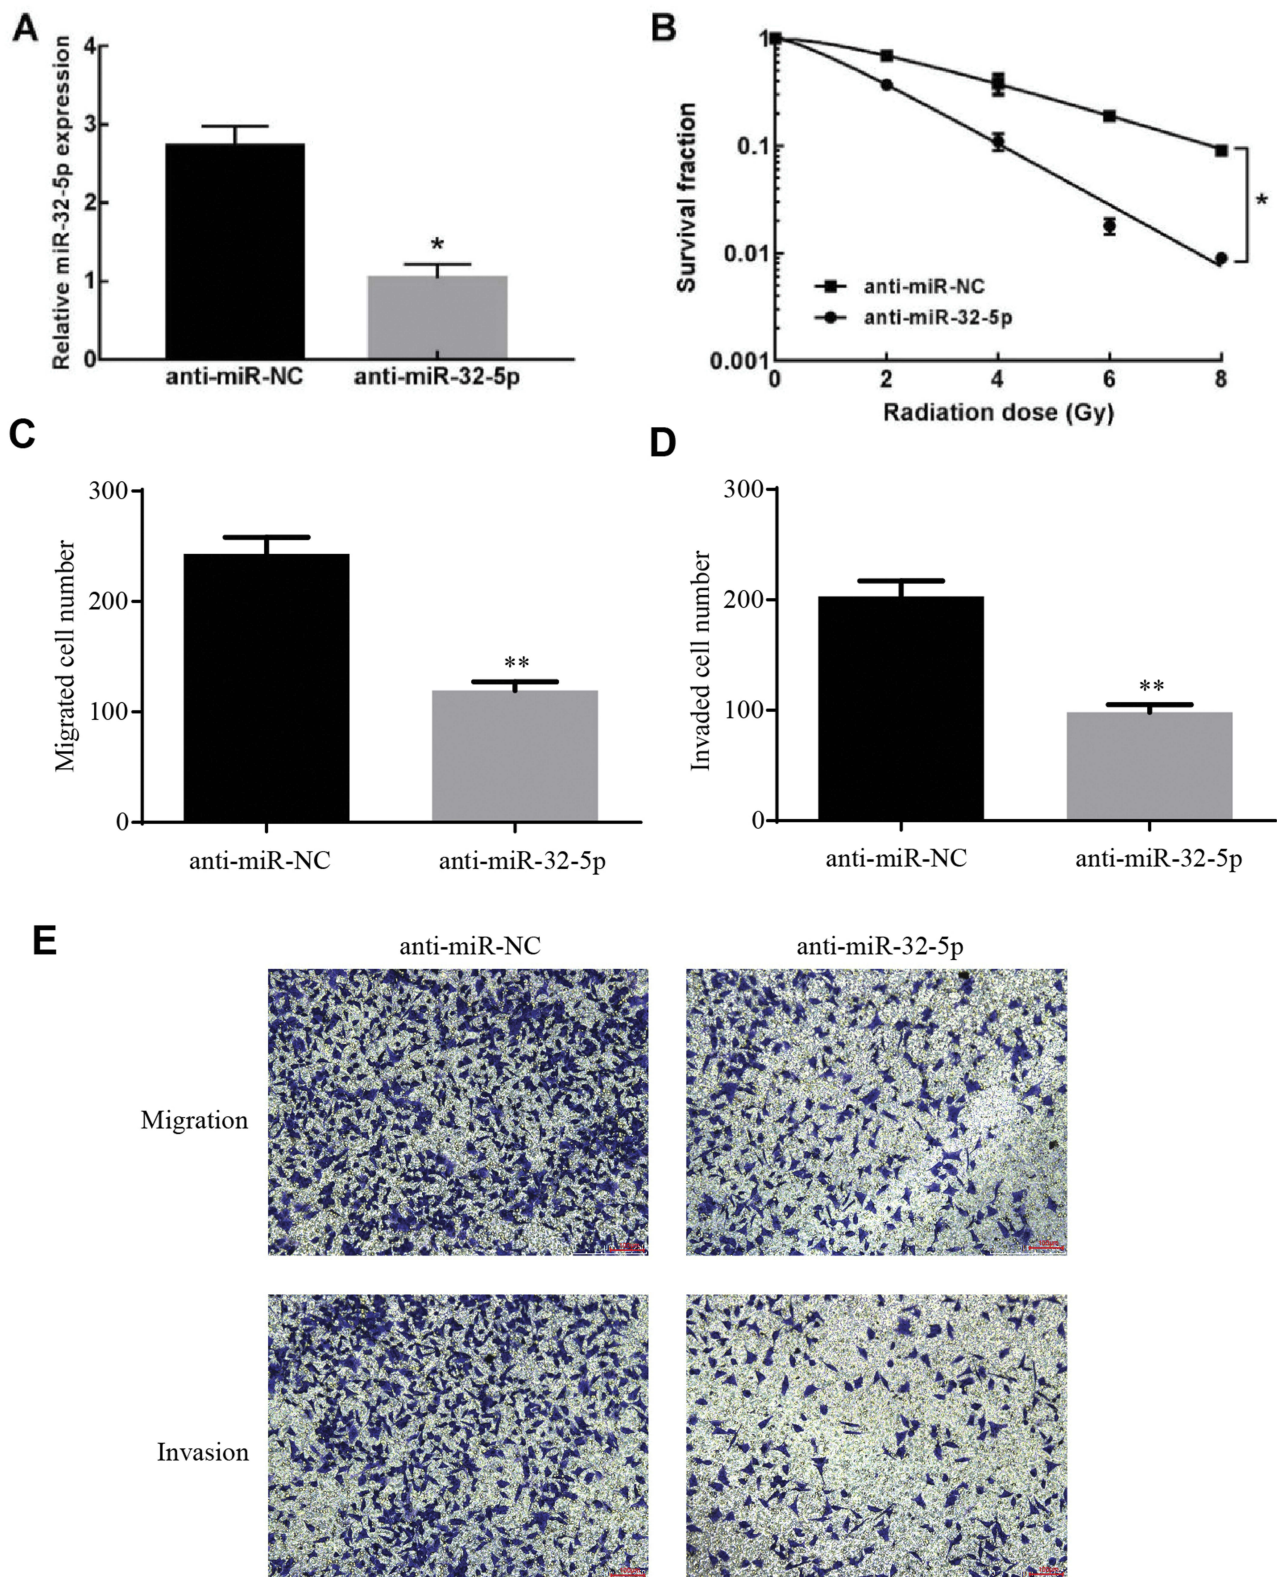 A
Relative miR-32-5p expression
4
3
2
1
0
*
anti-miR-NC
anti-miR-32-5p
B
Survival fraction
1
0.1
0.01
0.001
anti-miR-NC
anti-miR-32-5p
*
0
2
4
6
8
Radiation dose (Gy)
C
Migrated cell number
300
200
100
0
**
anti-miR-NC
anti-miR-32-5p
D
Invaded cell number
300
200
100
0
**
anti-miR-NC
anti-miR-32-5p
E
anti-miR-NC
anti-miR-32-5p
Migration
Invasion